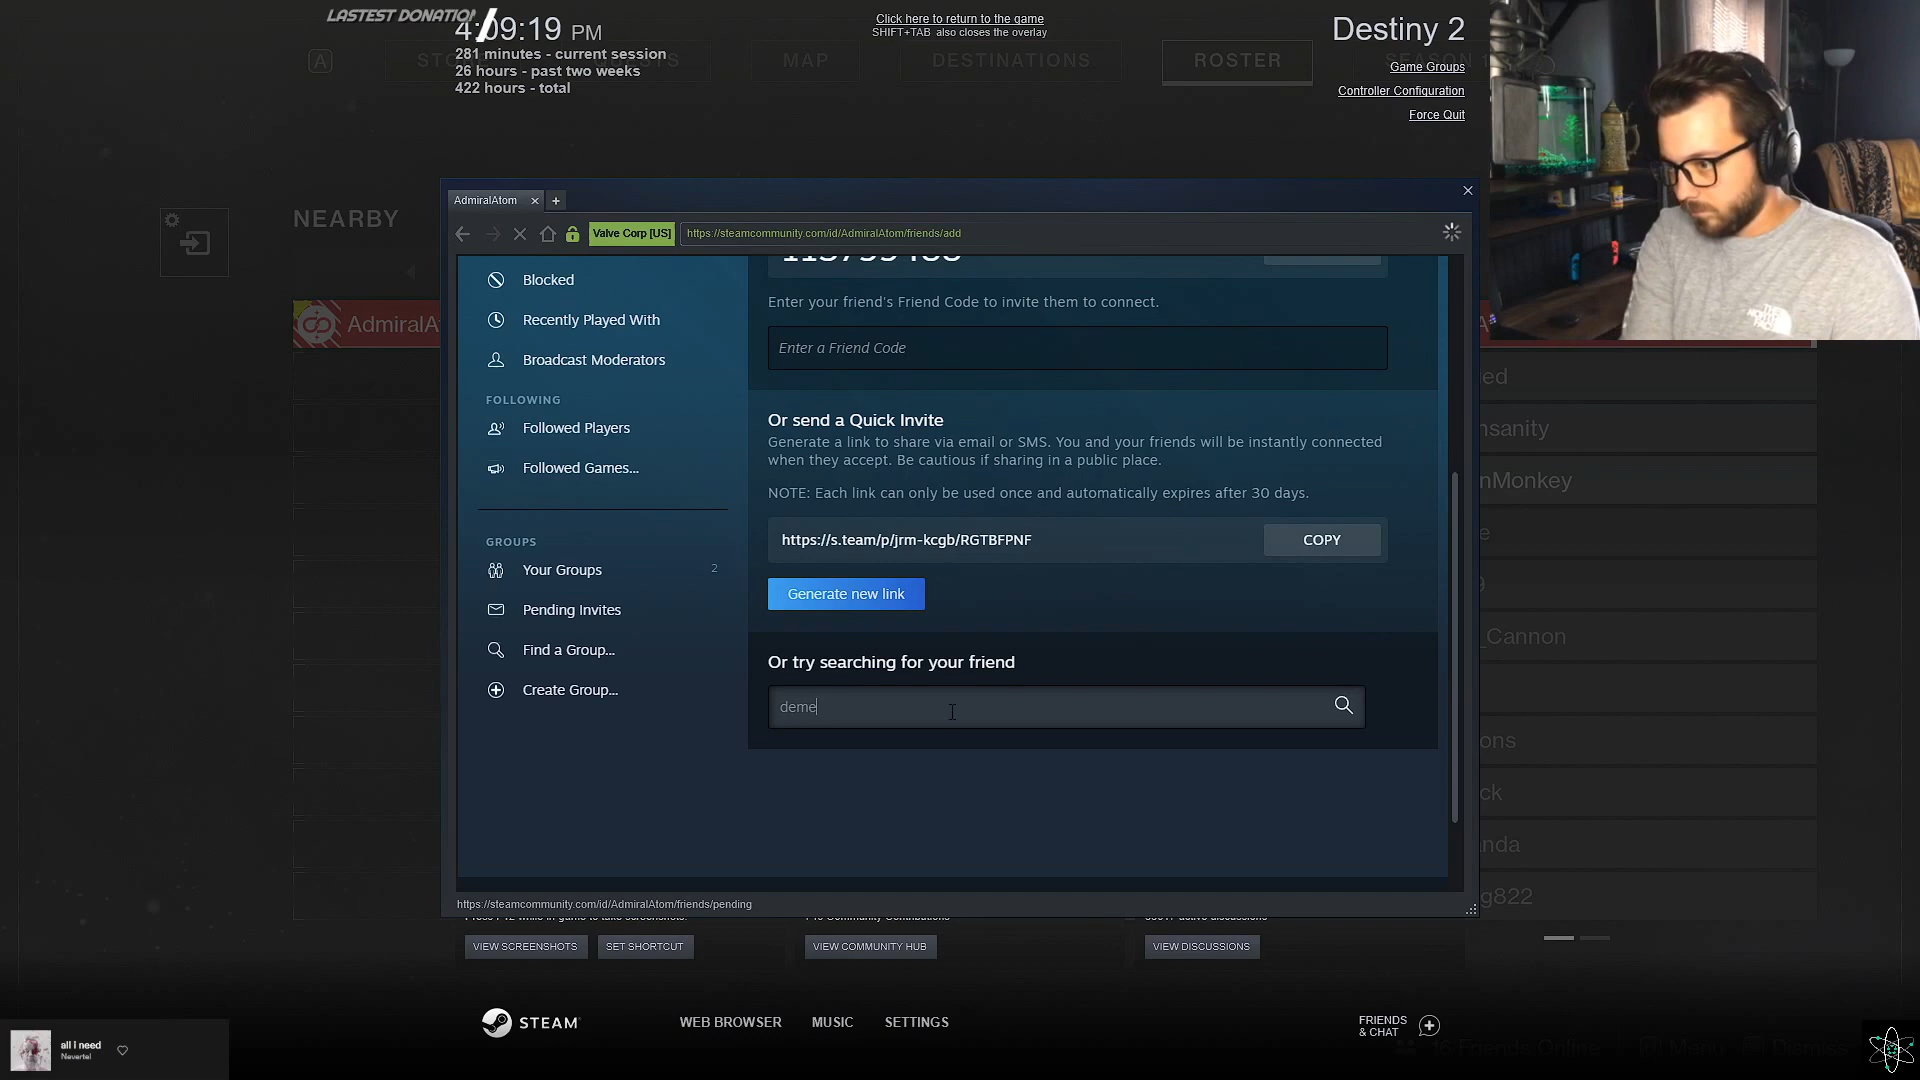 LASTEST DONATION
4:09:19 PM
281 minutes - current session
26 hours - past two weeks
422 hours - total
Click here to return to the game
SHIFT+TAB also closes the overlay
Destiny 2
Game Groups
Controller Configuration
Force Quit
A
MAP
DESTINATIONS
ROSTER
NEARBY
AdmiralAtom
Valve Corp [US]
https://steamcommunity.com/id/AdmiralAtom/friends/add
Blocked
Recently Played With
Broadcast Moderators
FOLLOWING
Followed Players
Followed Games...
GROUPS
Your Groups 2
Pending Invites
Find a Group...
Create Group...
Enter your friend's Friend Code to invite them to connect.
Enter a Friend Code
Or send a Quick Invite
Generate a link to share via email or SMS. You and your friends will be instantly connected
when they accept. Be cautious if sharing in a public place.
NOTE: Each link can only be used once and automatically expires after 30 days.
https://s.team/p/jrm-kcgb/RGTBFPNF
COPY
Generate new link
Or try searching for your friend
deme
https://steamcommunity.com/id/AdmiralAtom/friends/pending
VIEW SCREENSHOTS
SET SHORTCUT
VIEW COMMUNITY HUB
VIEW DISCUSSIONS
STEAM
WEB BROWSER
MUSIC
SETTINGS
FRIENDS
& CHAT
all I need
Nevertel
THE
NORTH
FACE